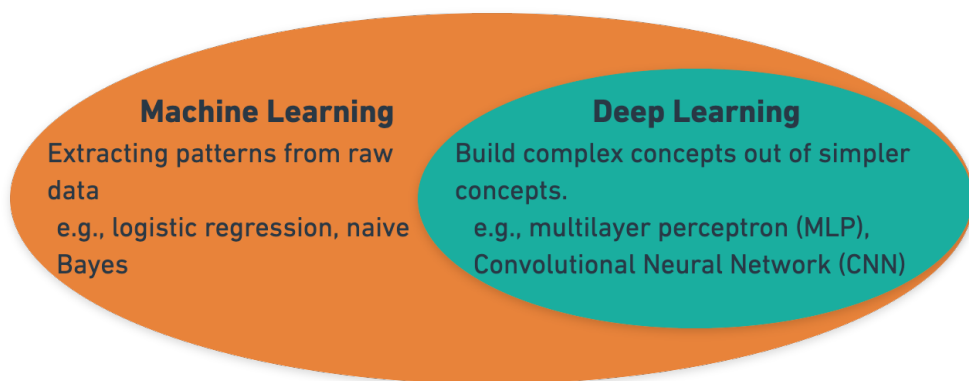 Machine Learning
Extracting patterns from raw
data
e.g., logistic regression, naive
Bayes
Deep Learning
Build complex concepts out of simpler
concepts.
e.g., multilayer perceptron (MLP),
Convolutional Neural Network (CNN)